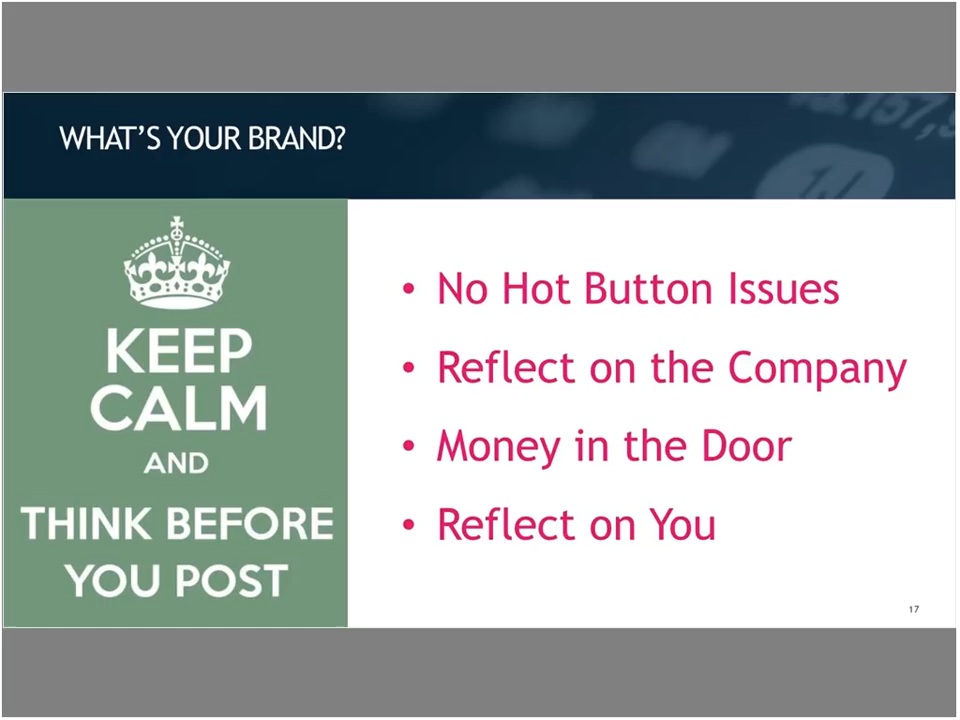 WHAT'S YOUR BRAND?
KEEP
CALM
AND
THINK BEFORE
YOU POST
• No Hot Button Issues
• Reflect on the Company
• Money in the Door
• Reflect on You
17